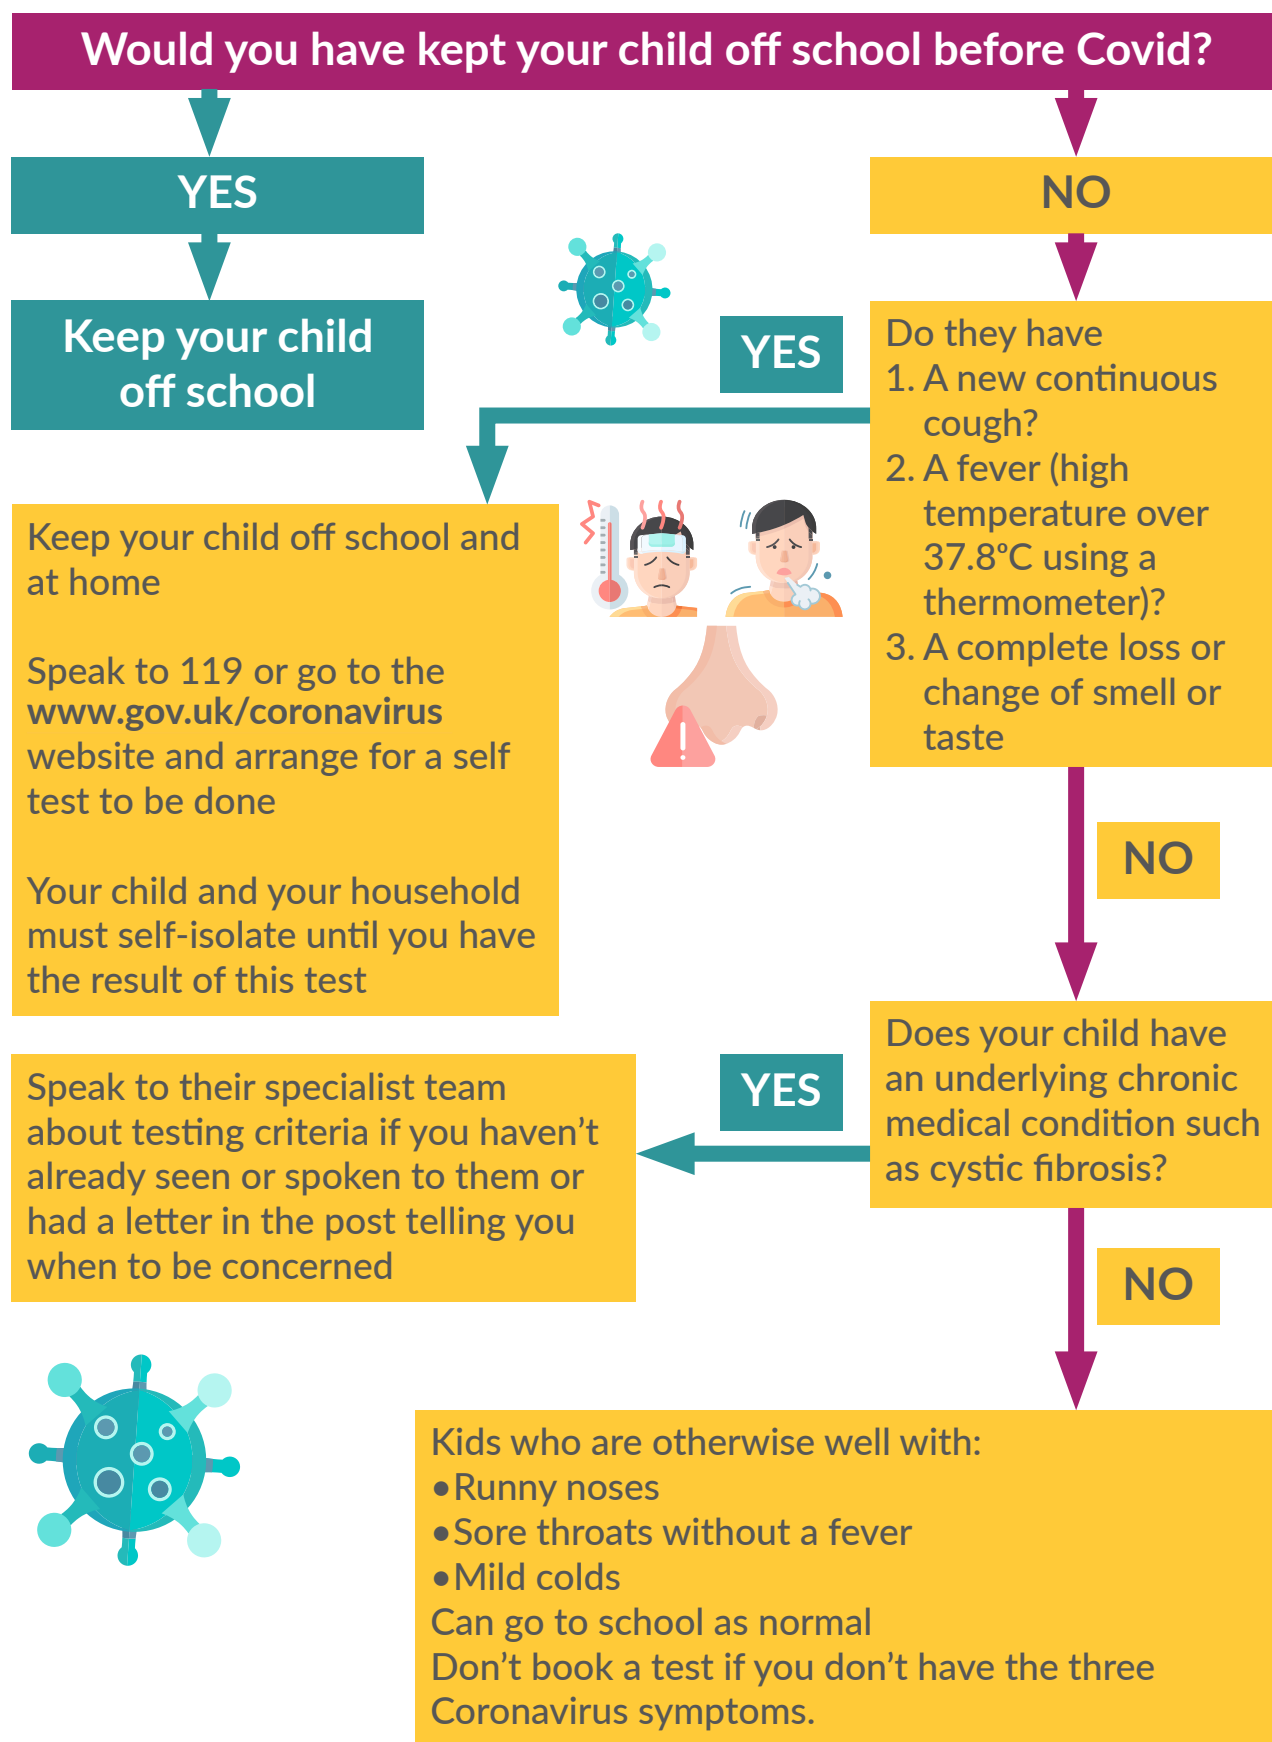 Would you have kept your child off school before Covid?
YES
NO
Keep your child
off school
YES
Do they have
1. A new continuous
cough?
2. A fever (high
temperature over
37.8ºC using a
thermometer)?
3. A complete loss or
change of smell or
taste
Keep your child off school and
at home
Speak to 119 or go to the
www.gov.uk/coronavirus
website and arrange for a self
test to be done
Your child and your household
must self-isolate until you have
the result of this test
NO
Does your child have
an underlying chronic
medical condition such
as cystic fibrosis?
YES
Speak to their specialist team
about testing criteria if you haven’t
already seen or spoken to them or
had a letter in the post telling you
when to be concerned
NO
Kids who are otherwise well with:
•Runny noses
•Sore throats without a fever
•Mild colds
Can go to school as normal
Don’t book a test if you don’t have the three
Coronavirus symptoms.